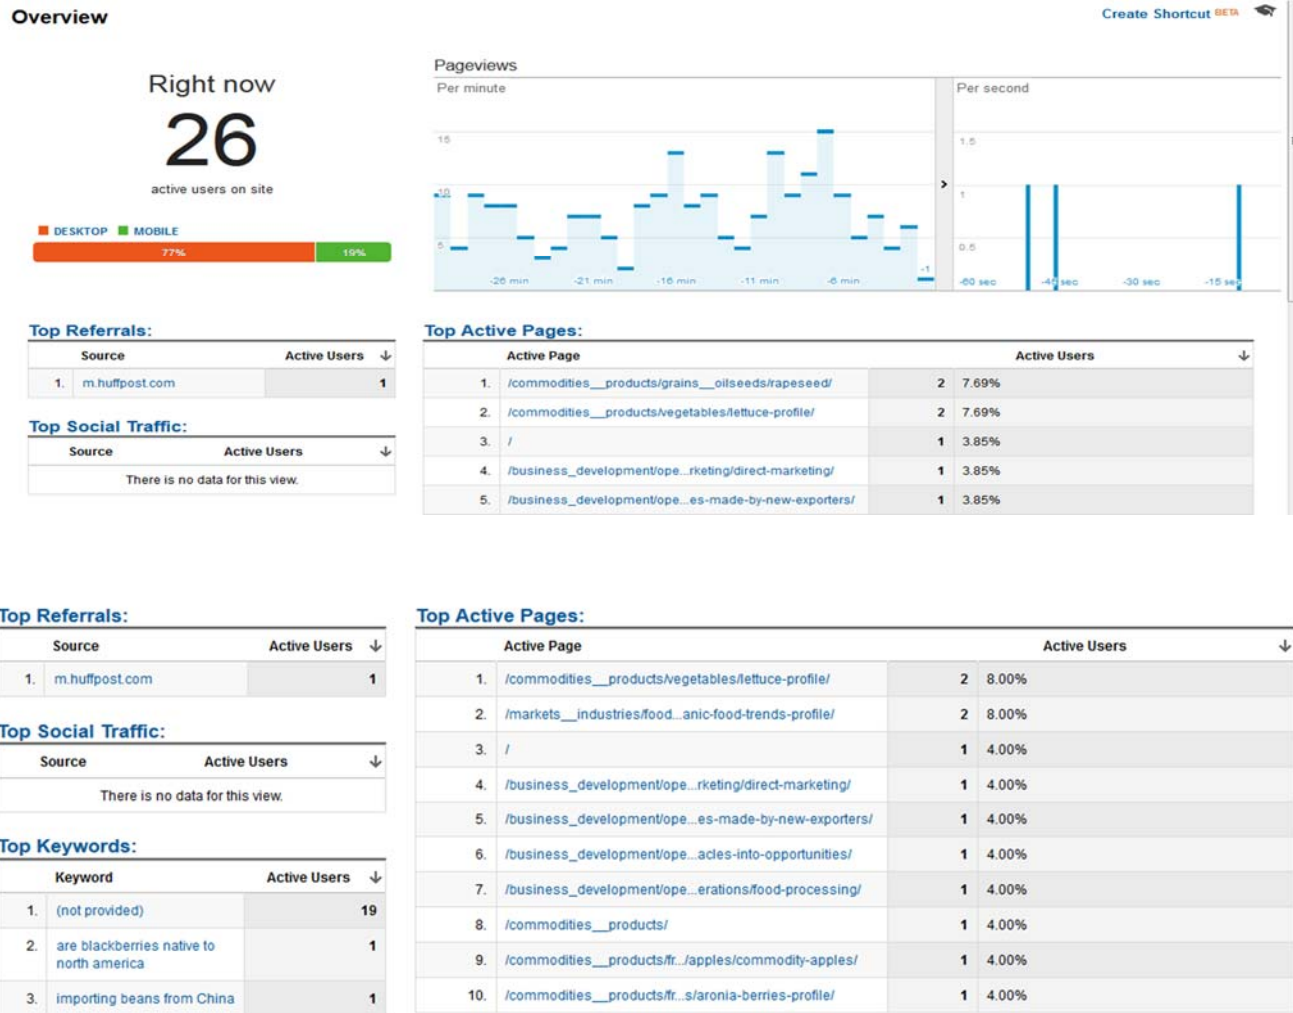 Overview
Create Shortcut BETA
Right now
26
active users on site
DESKTOP MOBILE
77% 19%
Pageviews
Per minute
15
10
5
-26 min -21 min -16 min -11 min -6 min -1
Per second
1.5
1
0.5
-60 sec -45 sec -30 sec -15 sec
Top Referrals:
Source Active Users
1. m.huffpost.com 1
Top Social Traffic:
Source Active Users
There is no data for this view.
Top Active Pages:
Active Page Active Users
1. /commodities__products/grains__oilseeds/rapeseed/ 2 7.69%
2. /commodities__products/vegetables/lettuce-profile/ 2 7.69%
3. / 1 3.85%
4. /business_development/ope...rketing/direct-marketing/ 1 3.85%
5. /business_development/ope...es-made-by-new-exporters/ 1 3.85%
Top Referrals:
Source Active Users
1. m.huffpost.com 1
Top Social Traffic:
Source Active Users
There is no data for this view.
Top Keywords:
Keyword Active Users
1. (not provided) 19
2. are blackberries native to 1
north america
3. importing beans from China 1
Top Active Pages:
Active Page Active Users
1. /commodities__products/vegetables/lettuce-profile/ 2 8.00%
2. /markets__industries/food...anic-food-trends-profile/ 2 8.00%
3. / 1 4.00%
4. /business_development/ope...rketing/direct-marketing/ 1 4.00%
5. /business_development/ope...es-made-by-new-exporters/ 1 4.00%
6. /business_development/ope...acles-into-opportunities/ 1 4.00%
7. /business_development/ope...erations/food-processing/ 1 4.00%
8. /commodities__products/ 1 4.00%
9. /commodities__products/fr.../apples/commodity-apples/ 1 4.00%
10. /commodities__products/fr...s/aronia-berries-profile/ 1 4.00%